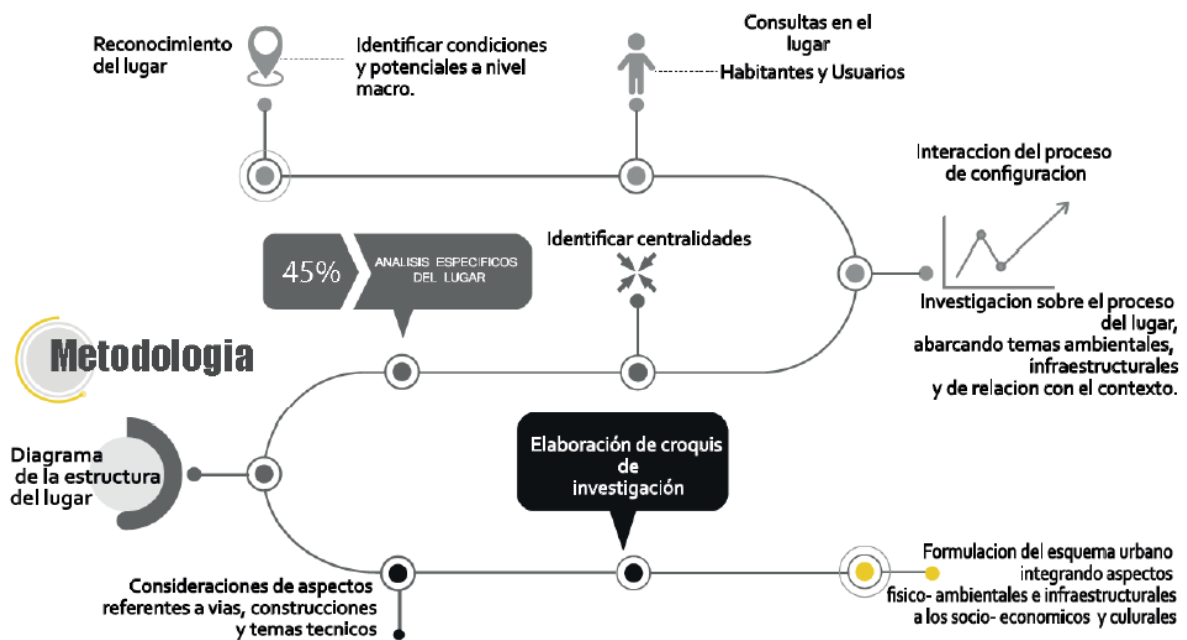 Reconocimiento
del lugar
Identificar condiciones
y potenciales a nivel
macro.
Consultas en el
lugar
Habitantes y Usuarios
Interaccion del proceso
de configuracion
Investigacion sobre el proceso
del lugar,
abarcando temas ambientales,
infraestructurales
y de relacion con el contexto.
Identificar centralidades
45%
ANALISIS ESPECIFICOS
DEL LUGAR
Metodologia
Diagrama
de la estructura
del lugar
Consideraciones de aspectos
referentes a vias, construcciones
y temas tecnicos
Elaboración de croquis
de
investigación
Formulacion del esquema urbano
integrando aspectos
fisico- ambientales e infraestructurales
a los socio- economicos y culurales